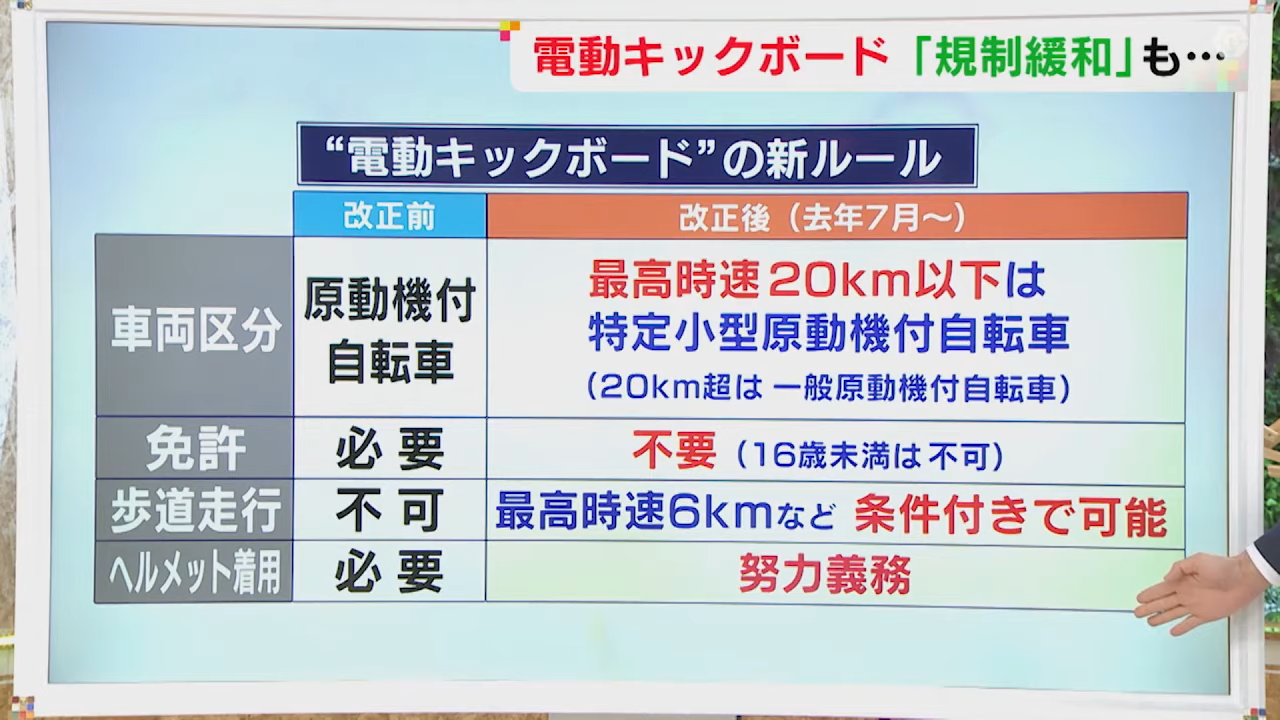 電動キックボード「規制緩和」も…
“電動キックボード”の新ルール
改正前
改正後（去年7月〜）
車両区分
原動機付
自転車
最高時速20km以下は
特定小型原動機付自転車
（20km超は 一般原動機付自転車）
免許
必要
不要（16歳未満は不可）
歩道走行
不可
最高時速6kmなど 条件付きで可能
ヘルメット着用
必要
努力義務